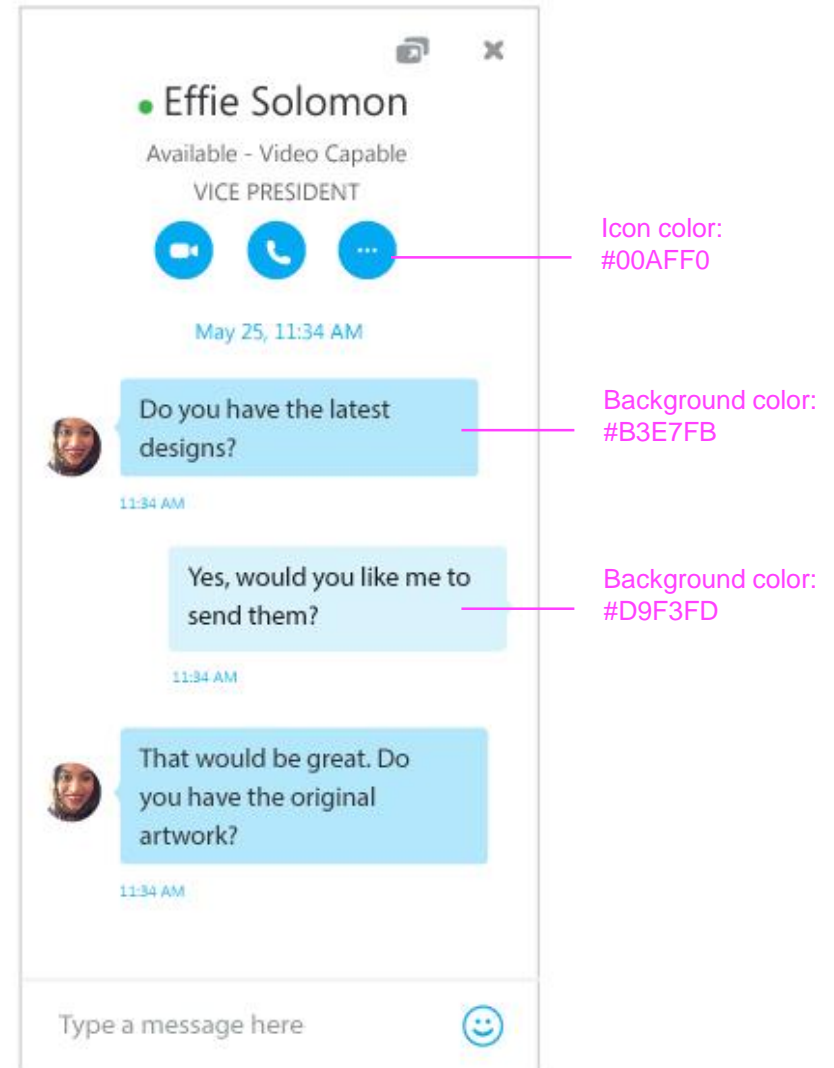 Effie Solomon
Available - Video Capable
VICE PRESIDENT
Icon color:
#00AFF0
May 25, 11:34 AM
Do you have the latest
designs?
Background color:
#B3E7FB
11:34 AM
Yes, would you like me to
send them?
Background color:
#D9F3FD
11:34 AM
That would be great. Do
you have the original
artwork?
11:34 AM
Type a message here